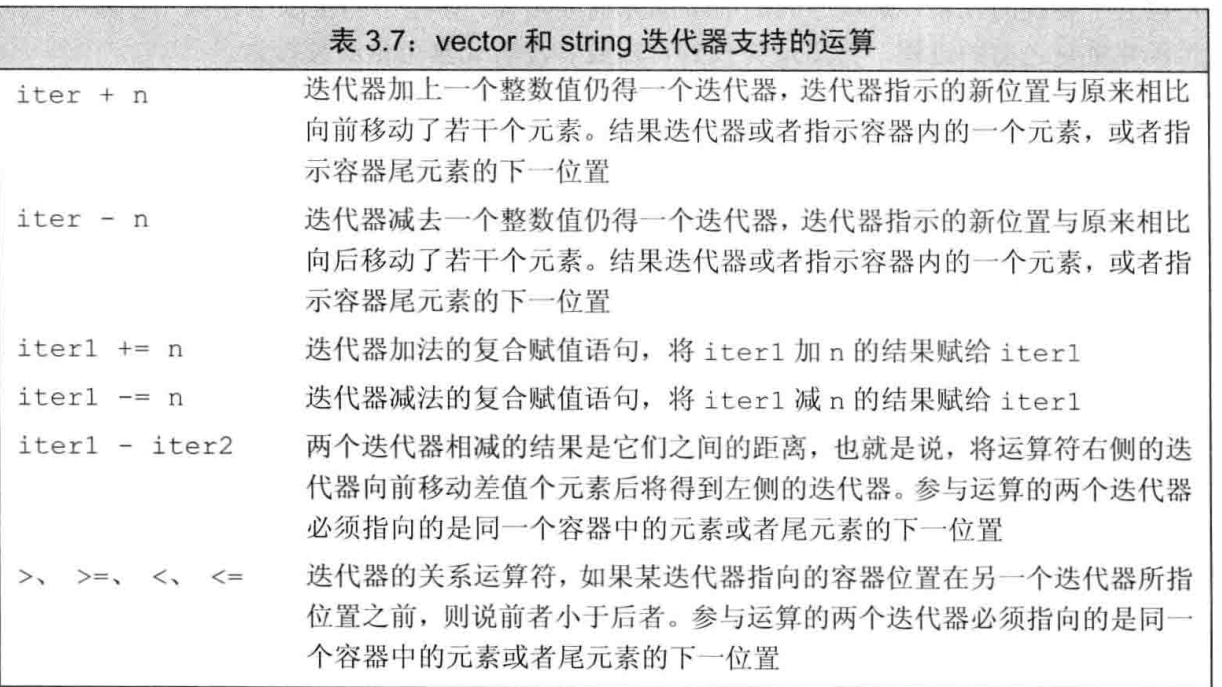 表 3.7：vector 和 string 迭代器支持的运算
iter + n 迭代器加上一个整数值仍得一个迭代器，迭代器指示的新位置与原来相比
向前移动了若干个元素。结果迭代器或者指示容器内的一个元素，或者指
示容器尾元素的下一位置
iter - n 迭代器减去一个整数值仍得一个迭代器，迭代器指示的新位置与原来相比
向后移动了若干个元素。结果迭代器或者指示容器内的一个元素，或者指
示容器尾元素的下一位置
iter1 += n 迭代器加法的复合赋值语句，将 iter1 加 n 的结果赋给 iter1
iter1 -= n 迭代器减法的复合赋值语句，将 iter1 减 n 的结果赋给 iter1
iter1 - iter2 两个迭代器相减的结果是它们之间的距离，也就是说，将运算符右侧的迭
代器向前移动差值个元素后将得到左侧的迭代器。参与运算的两个迭代器
必须指向的是同一个容器中的元素或者尾元素的下一位置
>、 >=、 <、 <= 迭代器的关系运算符，如果某迭代器指向的容器位置在另一个迭代器所指
位置之前，则说前者小于后者。参与运算的两个迭代器必须指向的是同一
个容器中的元素或者尾元素的下一位置